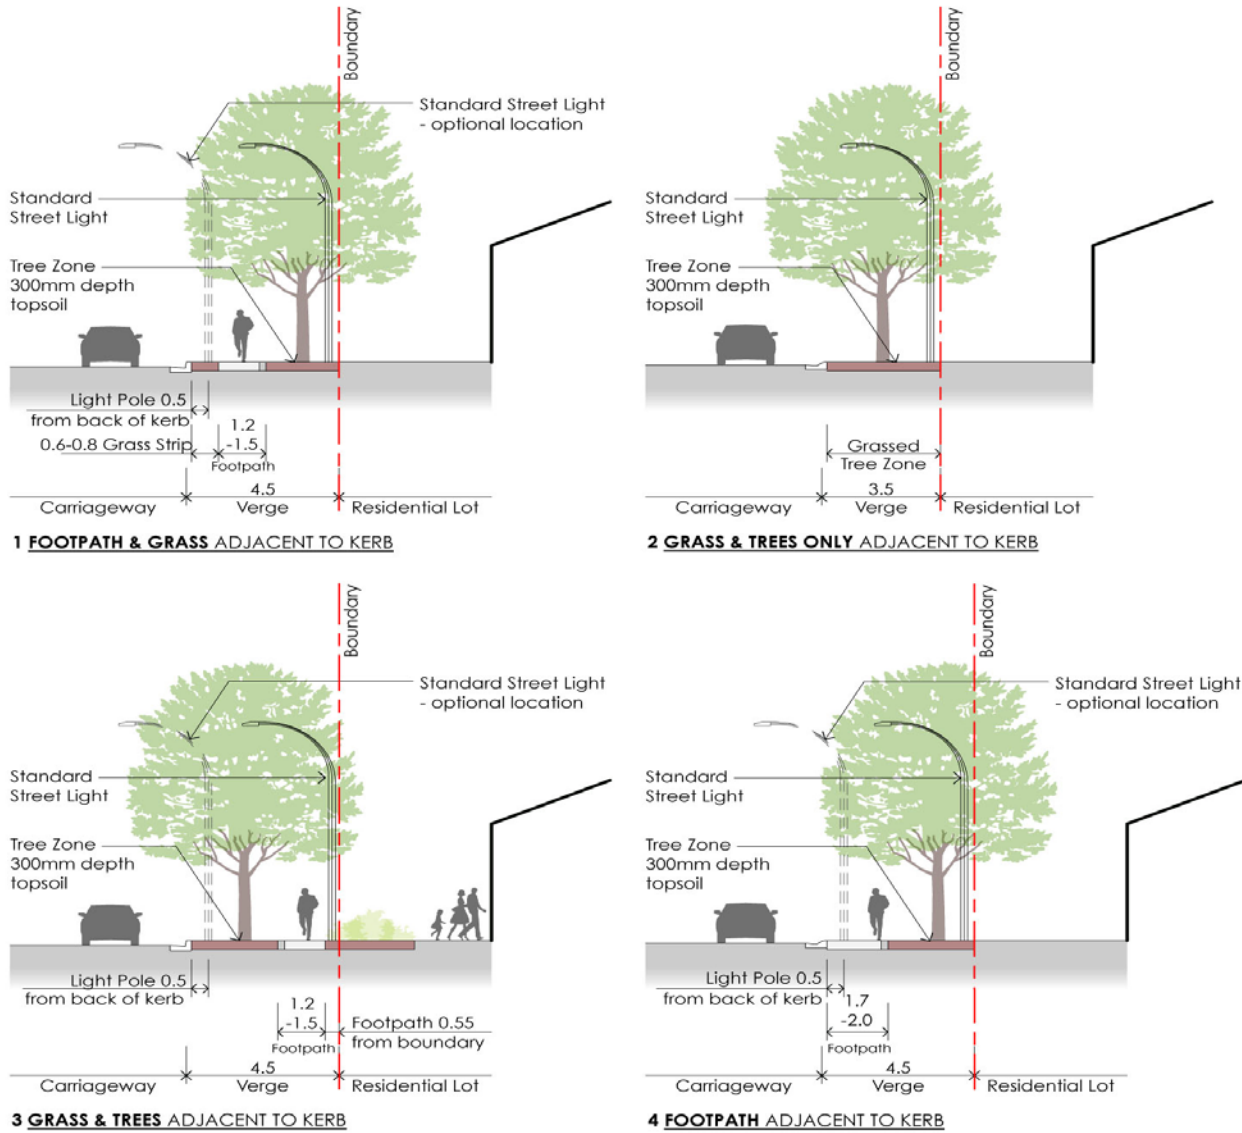 Boundary
Standard Street Light
- optional location
Standard
Street Light
Tree Zone
300mm depth
topsoil
Light Pole 0.5
from back of kerb
0.6-0.8 Grass Strip
1.2
-1.5
Footpath
4.5
Carriageway
Verge
Residential Lot
1 FOOTPATH & GRASS ADJACENT TO KERB
Boundary
Standard
Street Light
Tree Zone
300mm depth
topsoil
Grassed
Tree Zone
3.5
Carriageway
Verge
Residential Lot
2 GRASS & TREES ONLY ADJACENT TO KERB
Boundary
Standard Street Light
- optional location
Standard
Street Light
Tree Zone
300mm depth
topsoil
Light Pole 0.5
from back of kerb
1.2
-1.5
Footpath
Footpath 0.55
from boundary
4.5
Carriageway
Verge
Residential Lot
3 GRASS & TREES ADJACENT TO KERB
Boundary
Standard Street Light
- optional location
Standard
Street Light
Tree Zone
300mm depth
topsoil
Light Pole 0.5
from back of kerb
1.7
-2.0
Footpath
4.5
Carriageway
Verge
Residential Lot
4 FOOTPATH ADJACENT TO KERB